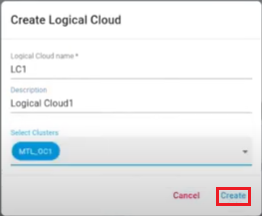 Create Logical Cloud
Logical Cloud name *
LC1
Description
Logical Cloud1
Select Clusters
MTL_OC1
Cancel
Create